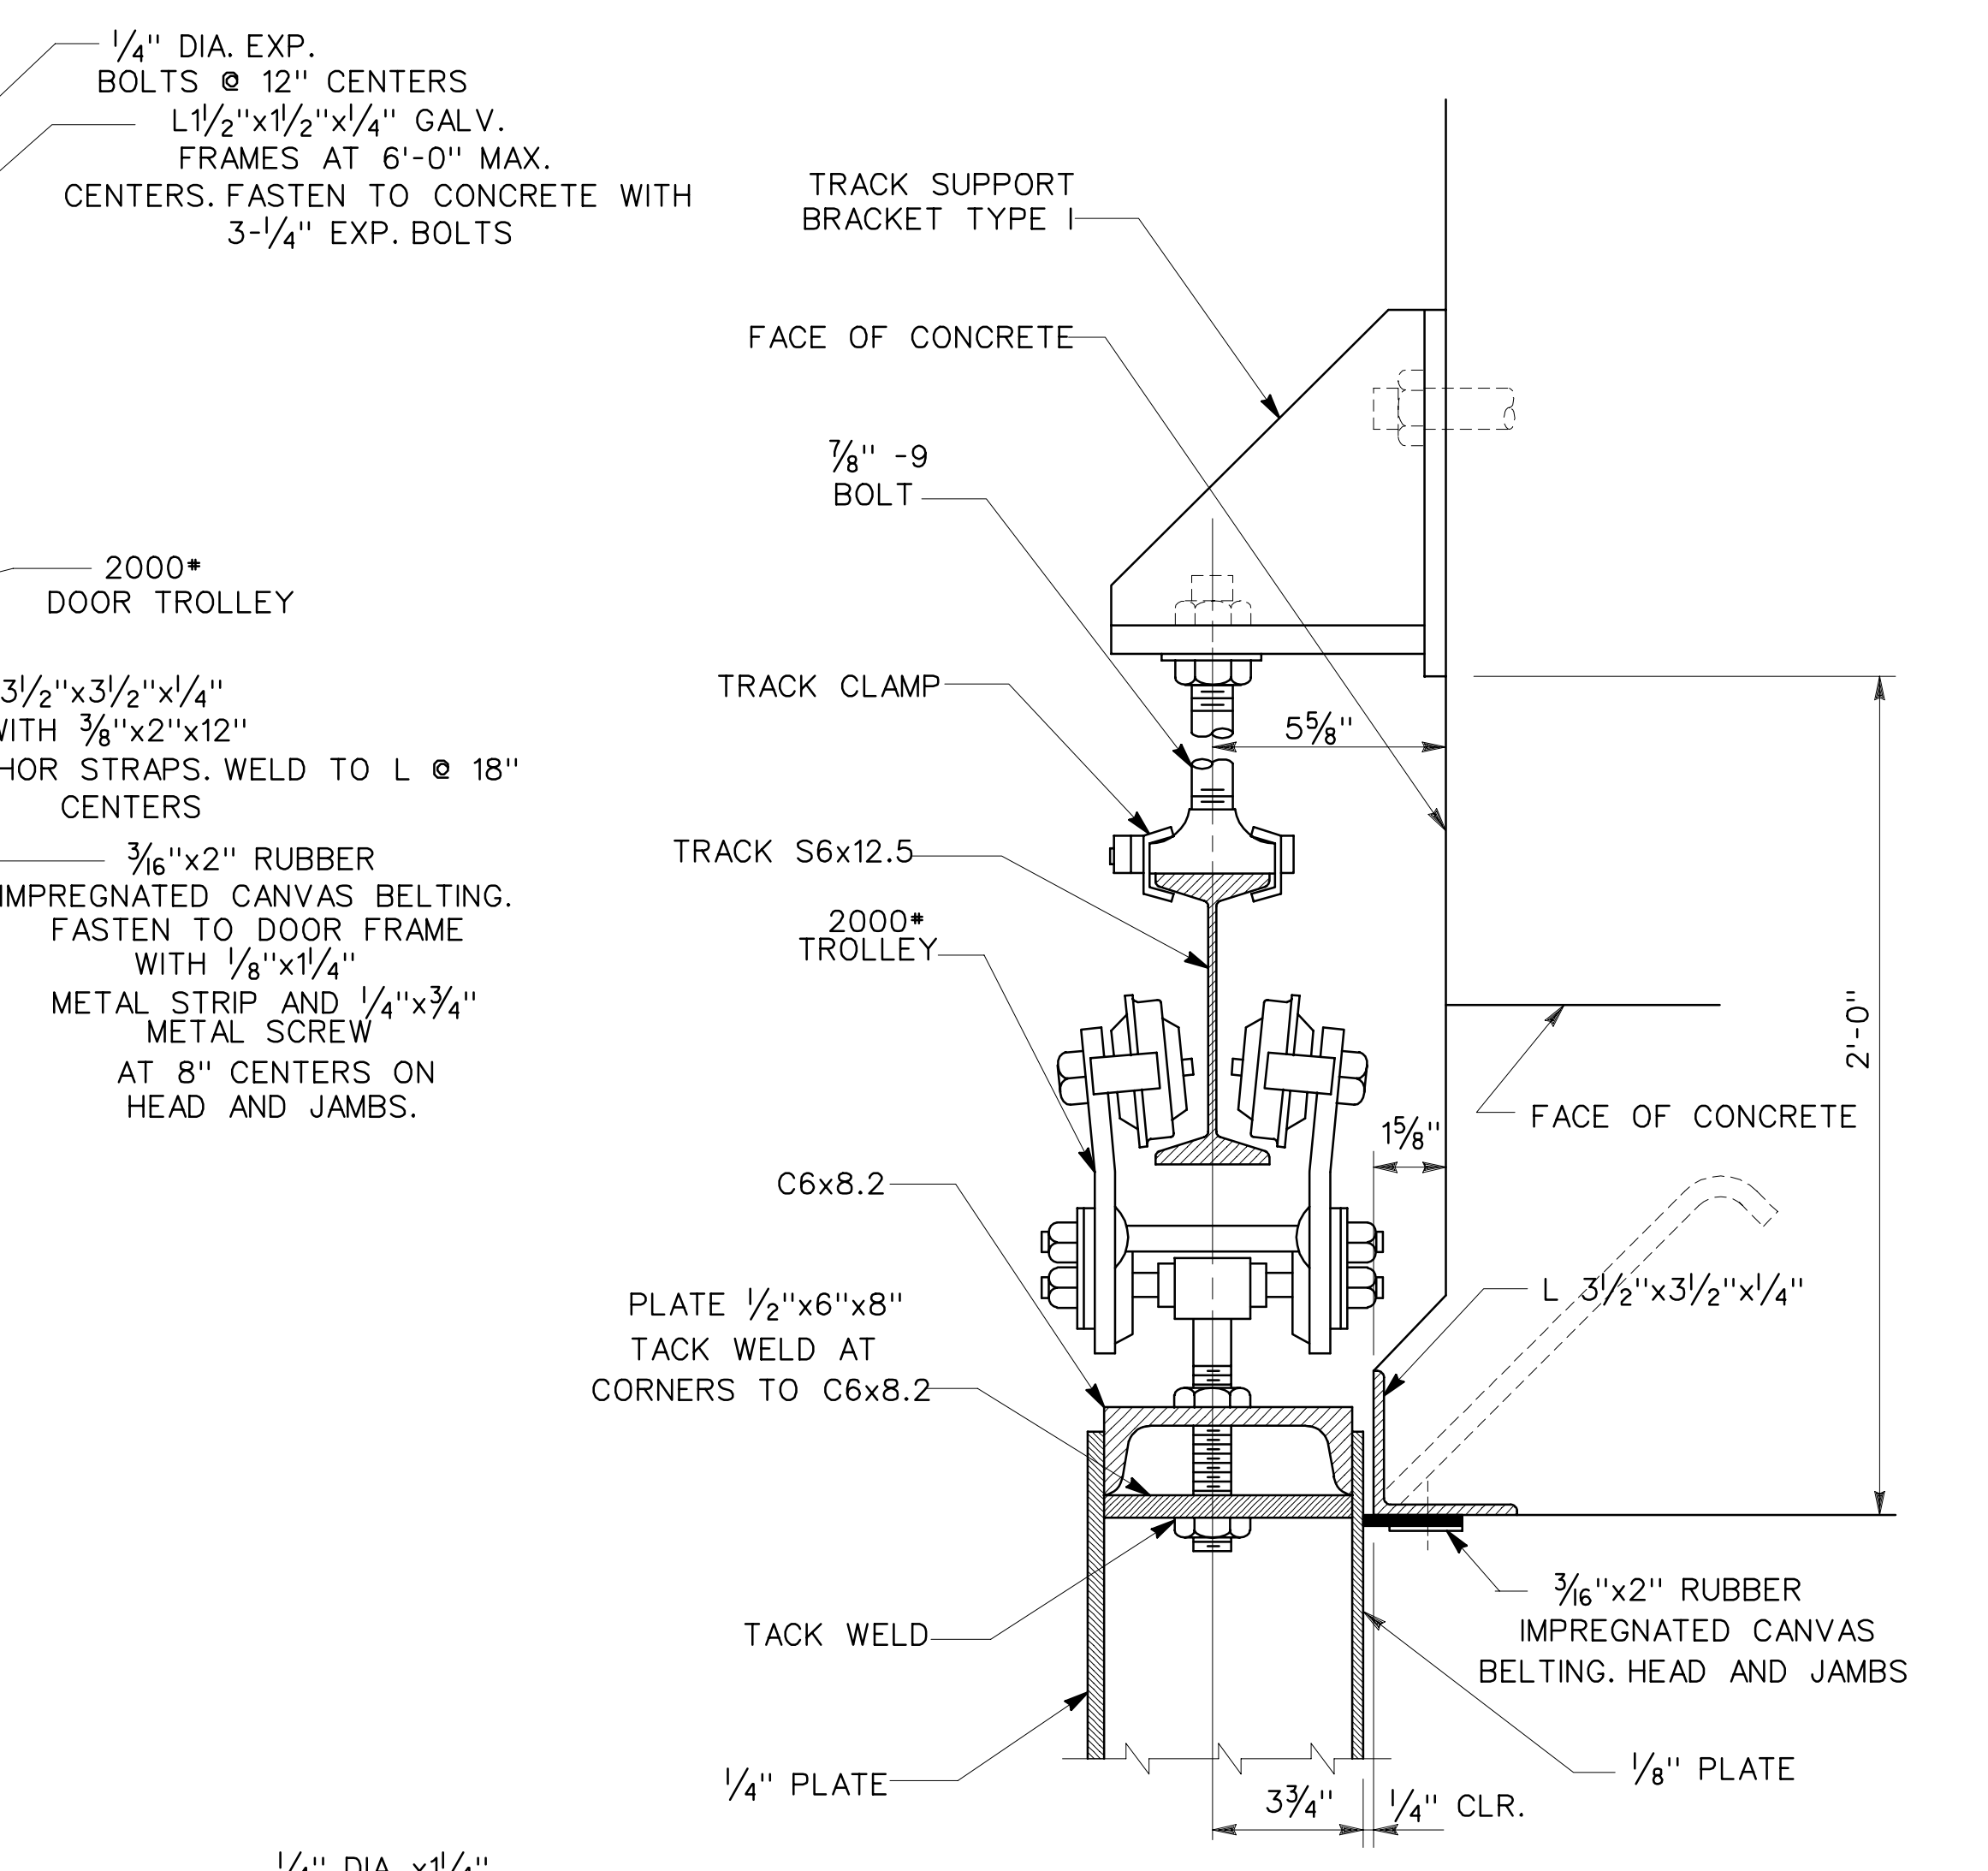 1/4" DIA. EXP.
BOLTS @ 12" CENTERS
L1 1/2"x1 1/2"x1/4" GALV.
FRAMES AT 6'-0" MAX.
CENTERS. FASTEN TO CONCRETE WITH
3-1/4" EXP. BOLTS
2000#
DOOR TROLLEY
3 1/2"x3 1/2"x1/4"
WITH 3/8"x2"x12"
HOR STRAPS. WELD TO L @ 18"
CENTERS
3/16"x2" RUBBER
IMPREGNATED CANVAS BELTING.
FASTEN TO DOOR FRAME
WITH 1/8"x1 1/4"
METAL STRIP AND 1/4"x3/4"
METAL SCREW
AT 8" CENTERS ON
HEAD AND JAMBS.
1/4" DIA. x1 1/4"
TRACK SUPPORT
BRACKET TYPE I
FACE OF CONCRETE
7/8" -9
BOLT
TRACK CLAMP
5 5/8"
TRACK S6x12.5
2000#
TROLLEY
2'-0"
FACE OF CONCRETE
1 5/8"
C6x8.2
L 3 1/2"x3 1/2"x1/4"
PLATE 1/2"x6"x8"
TACK WELD AT
CORNERS TO C6x8.2
TACK WELD
3/16"x2" RUBBER
IMPREGNATED CANVAS
BELTING. HEAD AND JAMBS
1/4" PLATE
1/8" PLATE
3 3/4"
1/4" CLR.